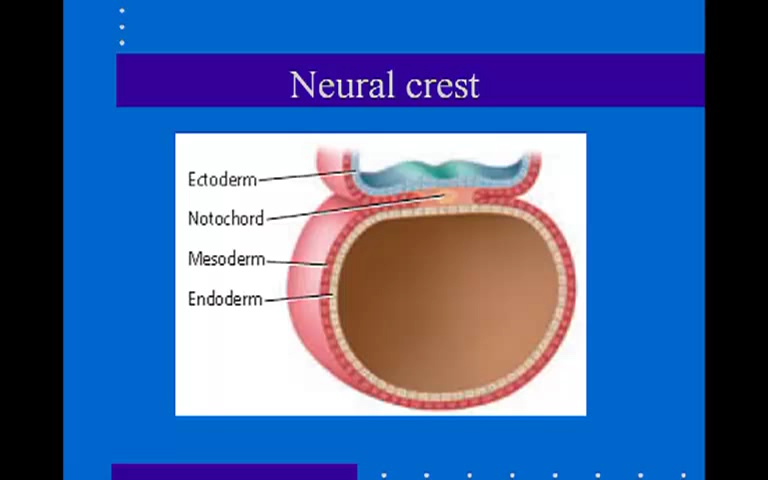 Neural crest
Ectoderm
Notochord
Mesoderm
Endoderm